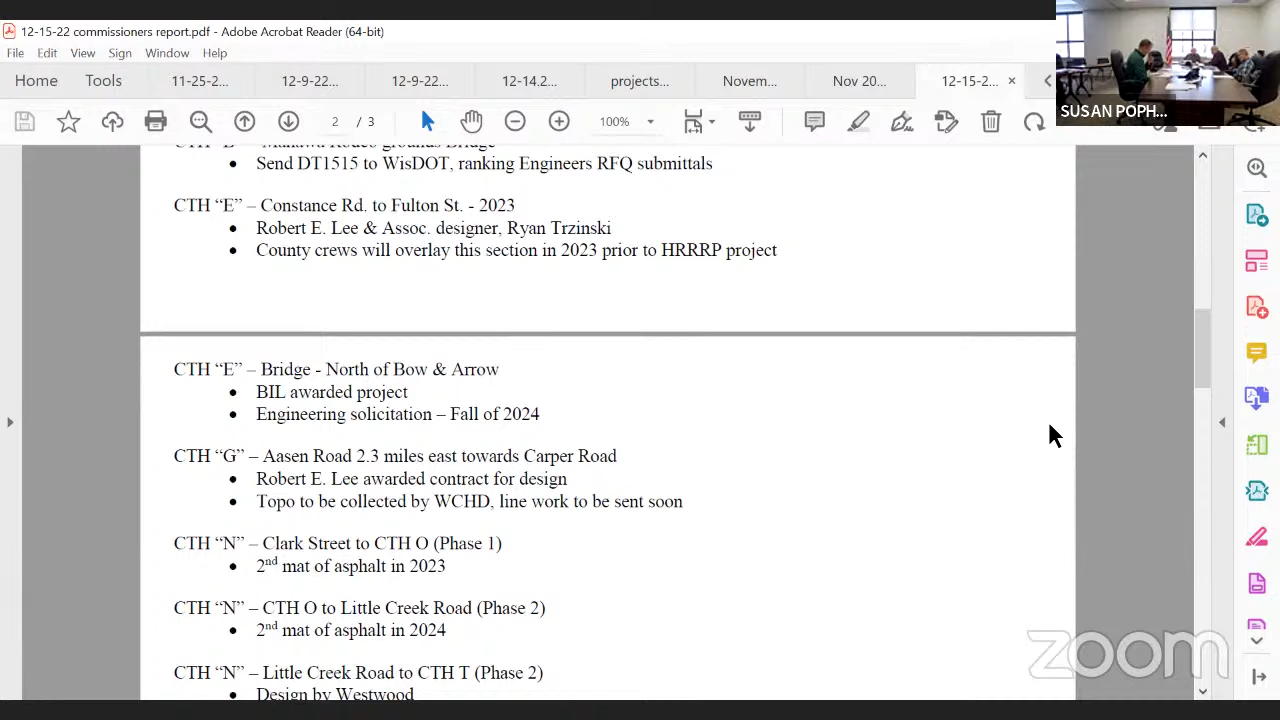 12-15-22 commissioners report.pdf - Adobe Acrobat Reader (64-bit)
File Edit View Sign Window Help
Home Tools 11-25-2... 12-9-22... 12-9-22... 12-14.2... projects... Novem... Nov 20... 12-15-2... ×
2 / 3 100%
SUSAN POPH...
• Send DT1515 to WisDOT, ranking Engineers RFQ submittals
CTH “E” – Constance Rd. to Fulton St. - 2023
• Robert E. Lee & Assoc. designer, Ryan Trzinski
• County crews will overlay this section in 2023 prior to HRRRP project
CTH “E” – Bridge - North of Bow & Arrow
• BIL awarded project
• Engineering solicitation – Fall of 2024
CTH “G” – Aasen Road 2.3 miles east towards Carper Road
• Robert E. Lee awarded contract for design
• Topo to be collected by WCHD, line work to be sent soon
CTH “N” – Clark Street to CTH O (Phase 1)
• 2nd mat of asphalt in 2023
CTH “N” – CTH O to Little Creek Road (Phase 2)
• 2nd mat of asphalt in 2024
CTH “N” – Little Creek Road to CTH T (Phase 2)
• Design by Westwood
zoom